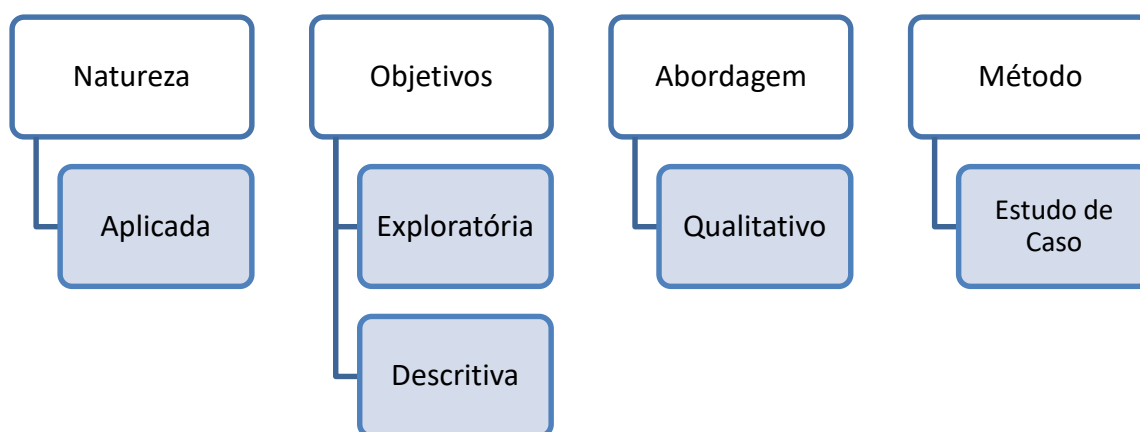 Natureza
Objetivos
Abordagem
Método
Aplicada
Exploratória
Qualitativo
Estudo de
Caso
Descritiva